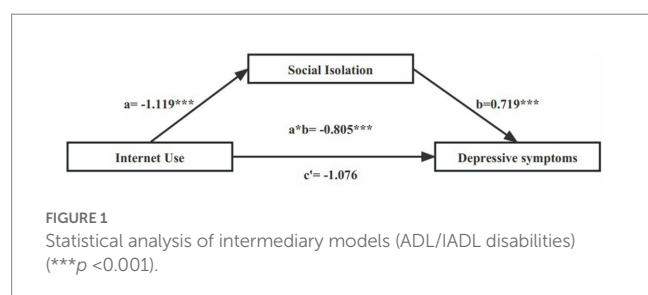 Social Isolation
a= -1.119***
b=0.719***
a*b= -0.805***
Internet Use
Depressive symptoms
c'= -1.076
FIGURE 1
Statistical analysis of intermediary models (ADL/IADL disabilities)
(***p <0.001).